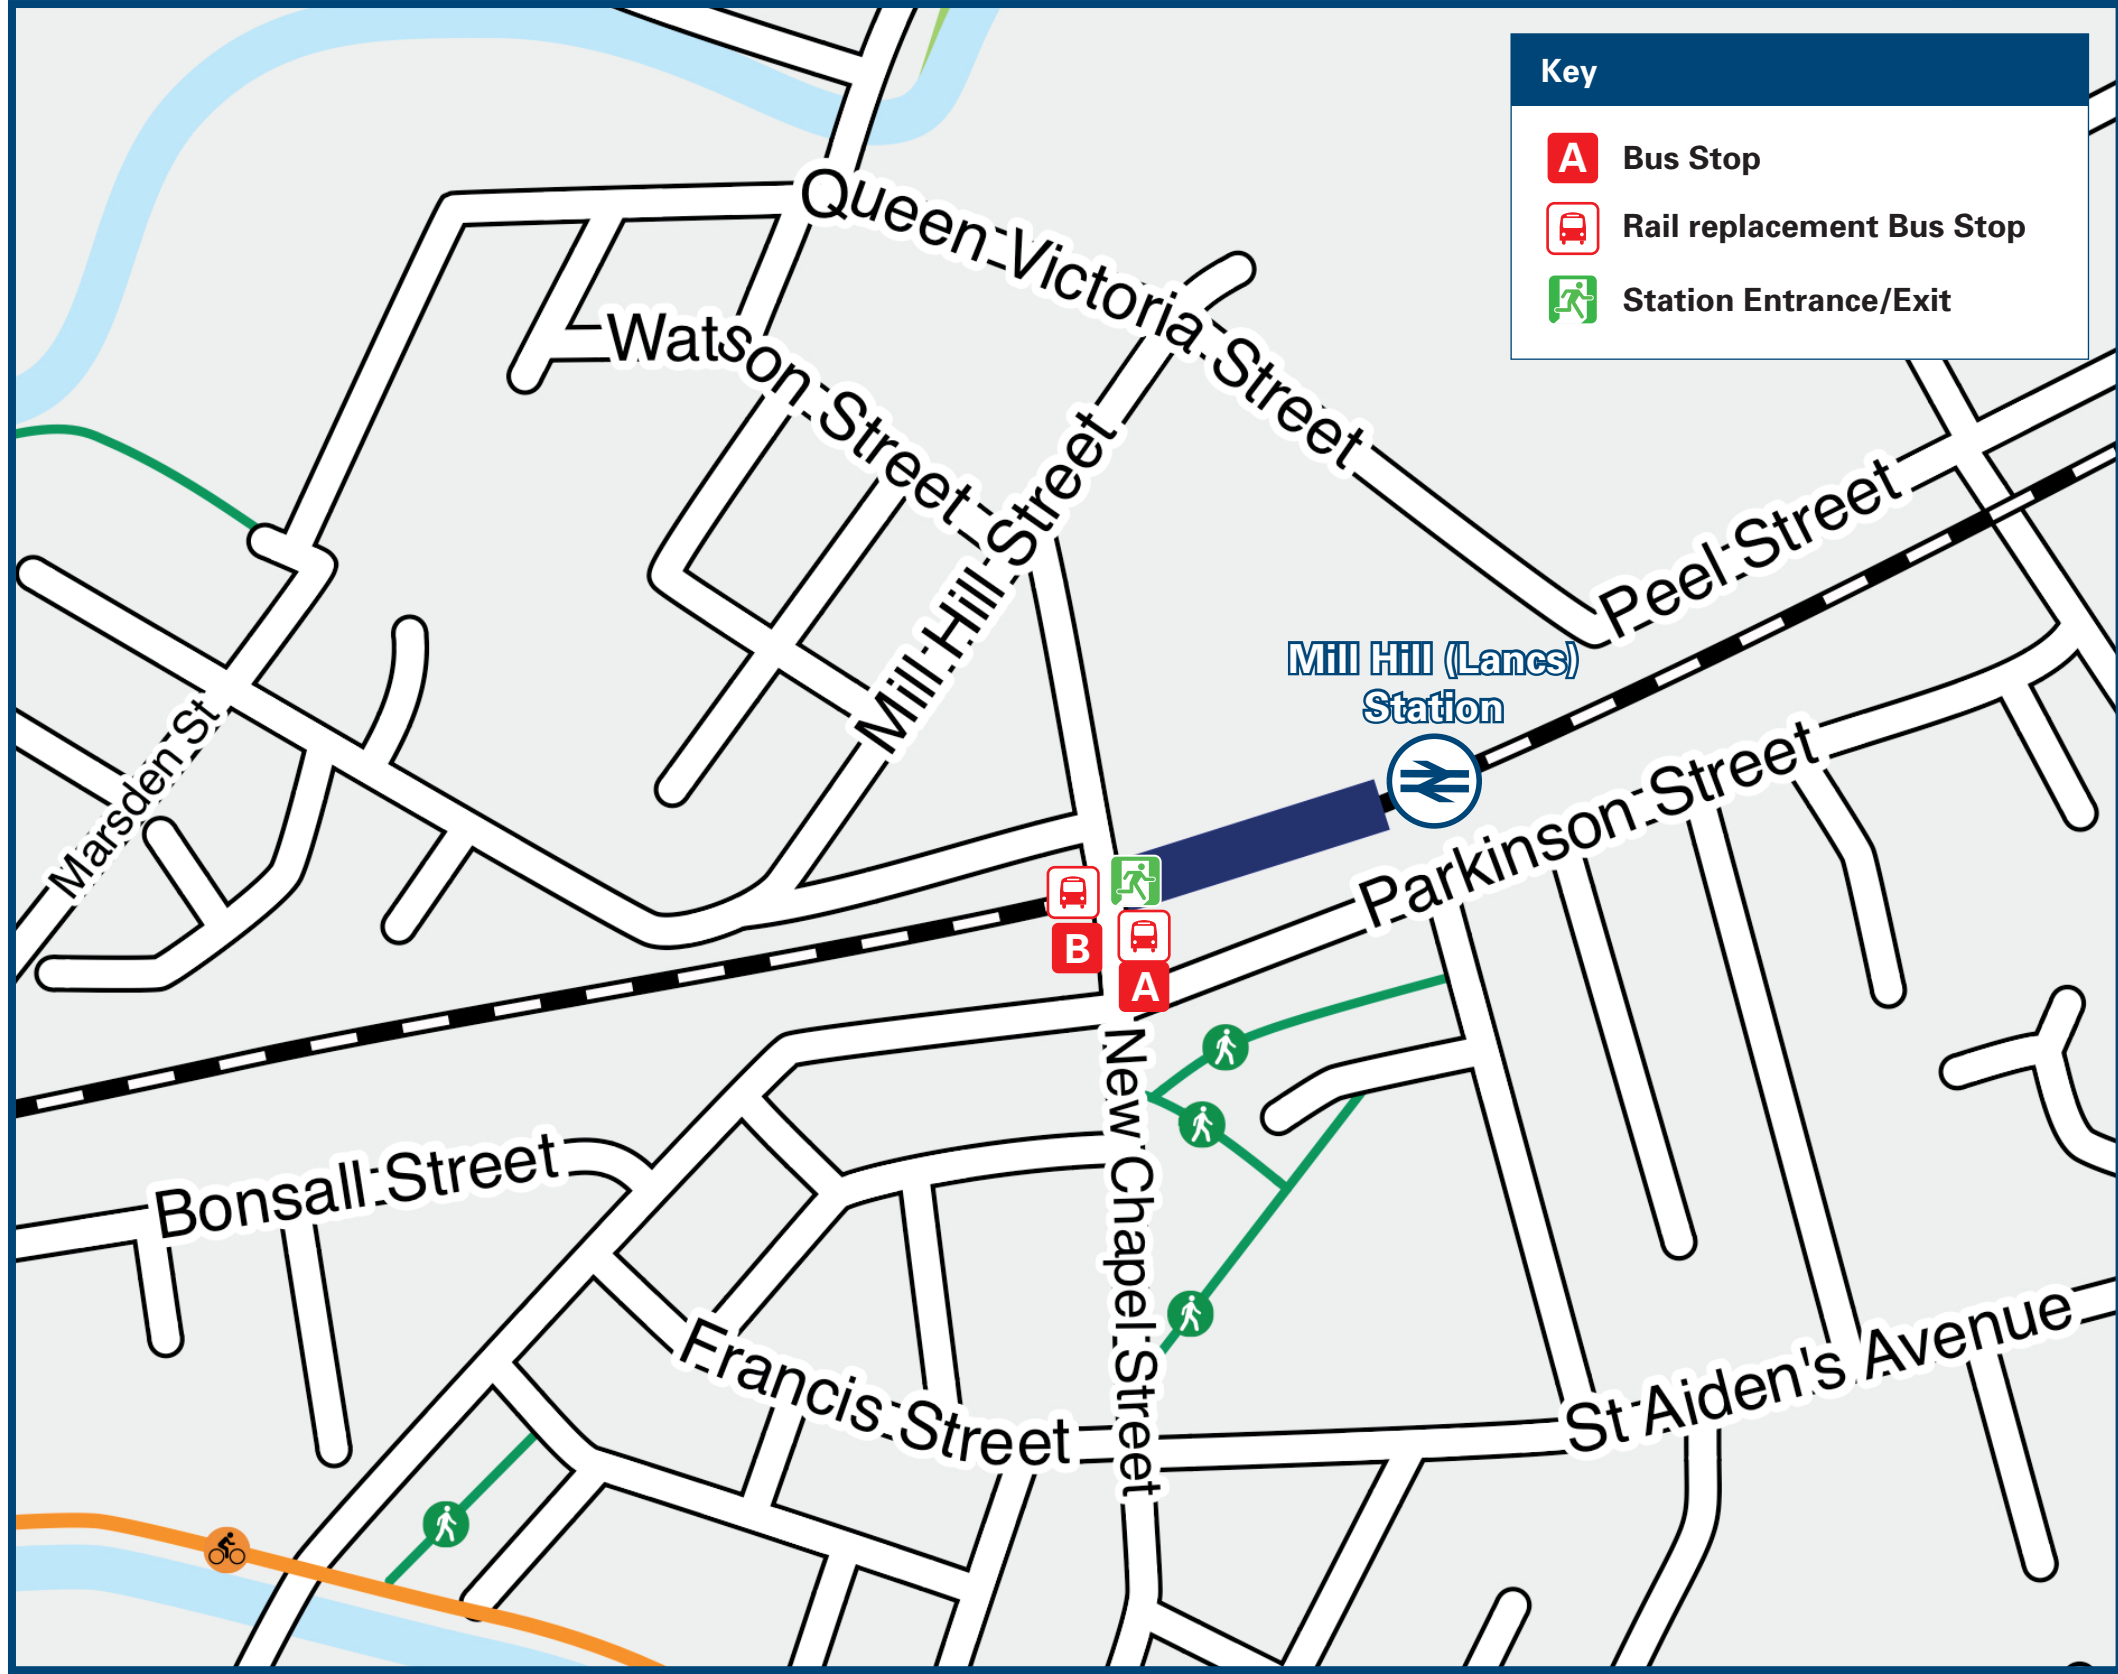 Key
A Bus Stop
Rail replacement Bus Stop
Station Entrance/Exit
Queen Victoria Street
Watson Street
Mill Hill Street
Peel Street
Mill Hill (Lancs)
Station
Marsden St
Parkinson Street
B
A
New Chapel Street
Bonsall Street
Francis Street
St Aiden's Avenue